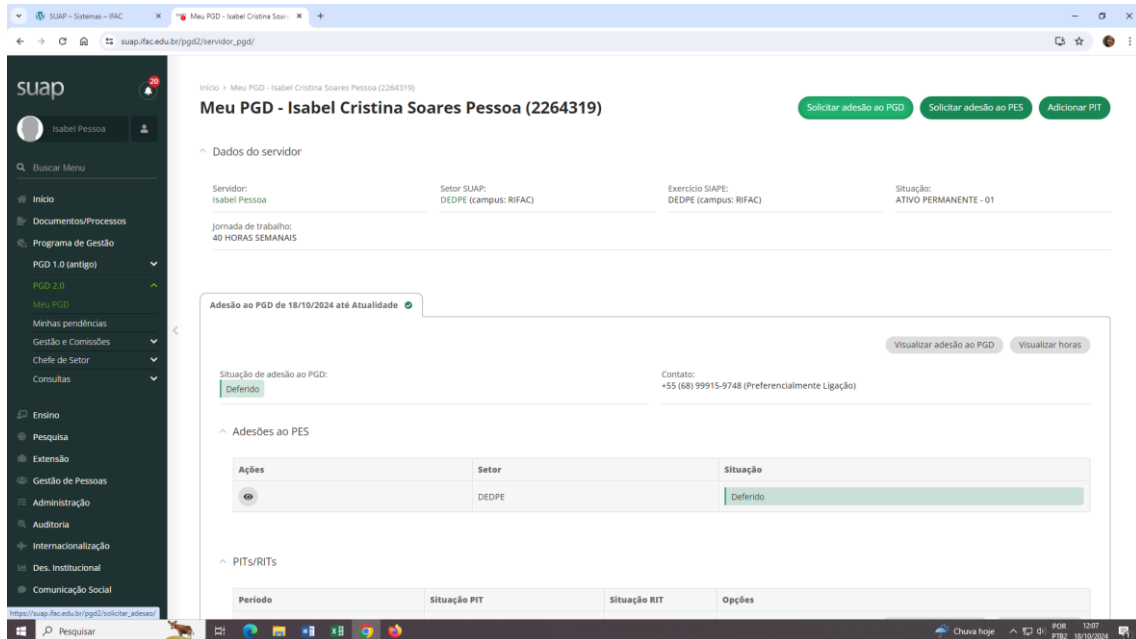 SUAP – Sistemas – IFAC
Meu PGD - Isabel Cristina Soare
suap.ifac.edu.br/pgd2/servidor_pgd/
suap
20
Isabel Pessoa
Buscar Menu
Início
Documentos/Processos
Programa de Gestão
PGD 1.0 (antigo)
PGD 2.0
Meu PGD
Minhas pendências
Gestão e Comissões
Chefe de Setor
Consultas
Ensino
Pesquisa
Extensão
Gestão de Pessoas
Administração
Auditoria
Internacionalização
Des. Institucional
Comunicação Social
https://suap.ifac.edu.br/pgd2/solicitar_adesao/
Início > Meu PGD - Isabel Cristina Soares Pessoa (2264319)
Meu PGD - Isabel Cristina Soares Pessoa (2264319)
Solicitar adesão ao PGD Solicitar adesão ao PES Adicionar PIT
Dados do servidor
Servidor: Setor SUAP: Exercício SIAPE: Situação:
Isabel Pessoa DEDPE (campus: RIFAC) DEDPE (campus: RIFAC) ATIVO PERMANENTE - 01
Jornada de trabalho:
40 HORAS SEMANAIS
Adesão ao PGD de 18/10/2024 até Atualidade
Visualizar adesão ao PGD Visualizar horas
Situação de adesão ao PGD: Contato:
Deferido +55 (68) 99915-9748 (Preferencialmente Ligação)
Adesões ao PES
Ações Setor Situação
DEDPE Deferido
PITs/RITs
Período Situação PIT Situação RIT Opções
Pesquisar
Chuva hoje POR 12:07
PTB2 18/10/2024